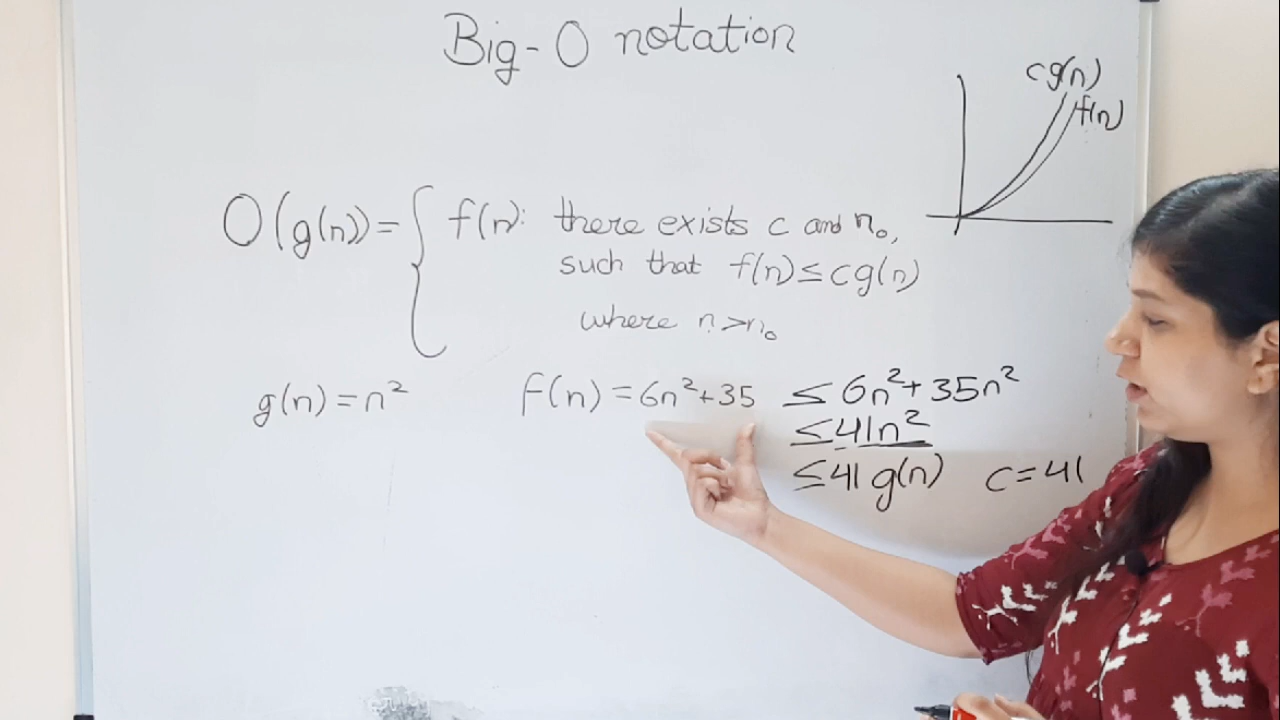 Big-O notation
cg(n)
f(n)
O(g(n)) = { f(n): there exists c and n₀,
such that f(n) ≤ cg(n)
where n > n₀
g(n) = n²
f(n) = 6n² + 35 ≤ 6n² + 35n²
≤ 41n²
≤ 41 g(n) c = 41